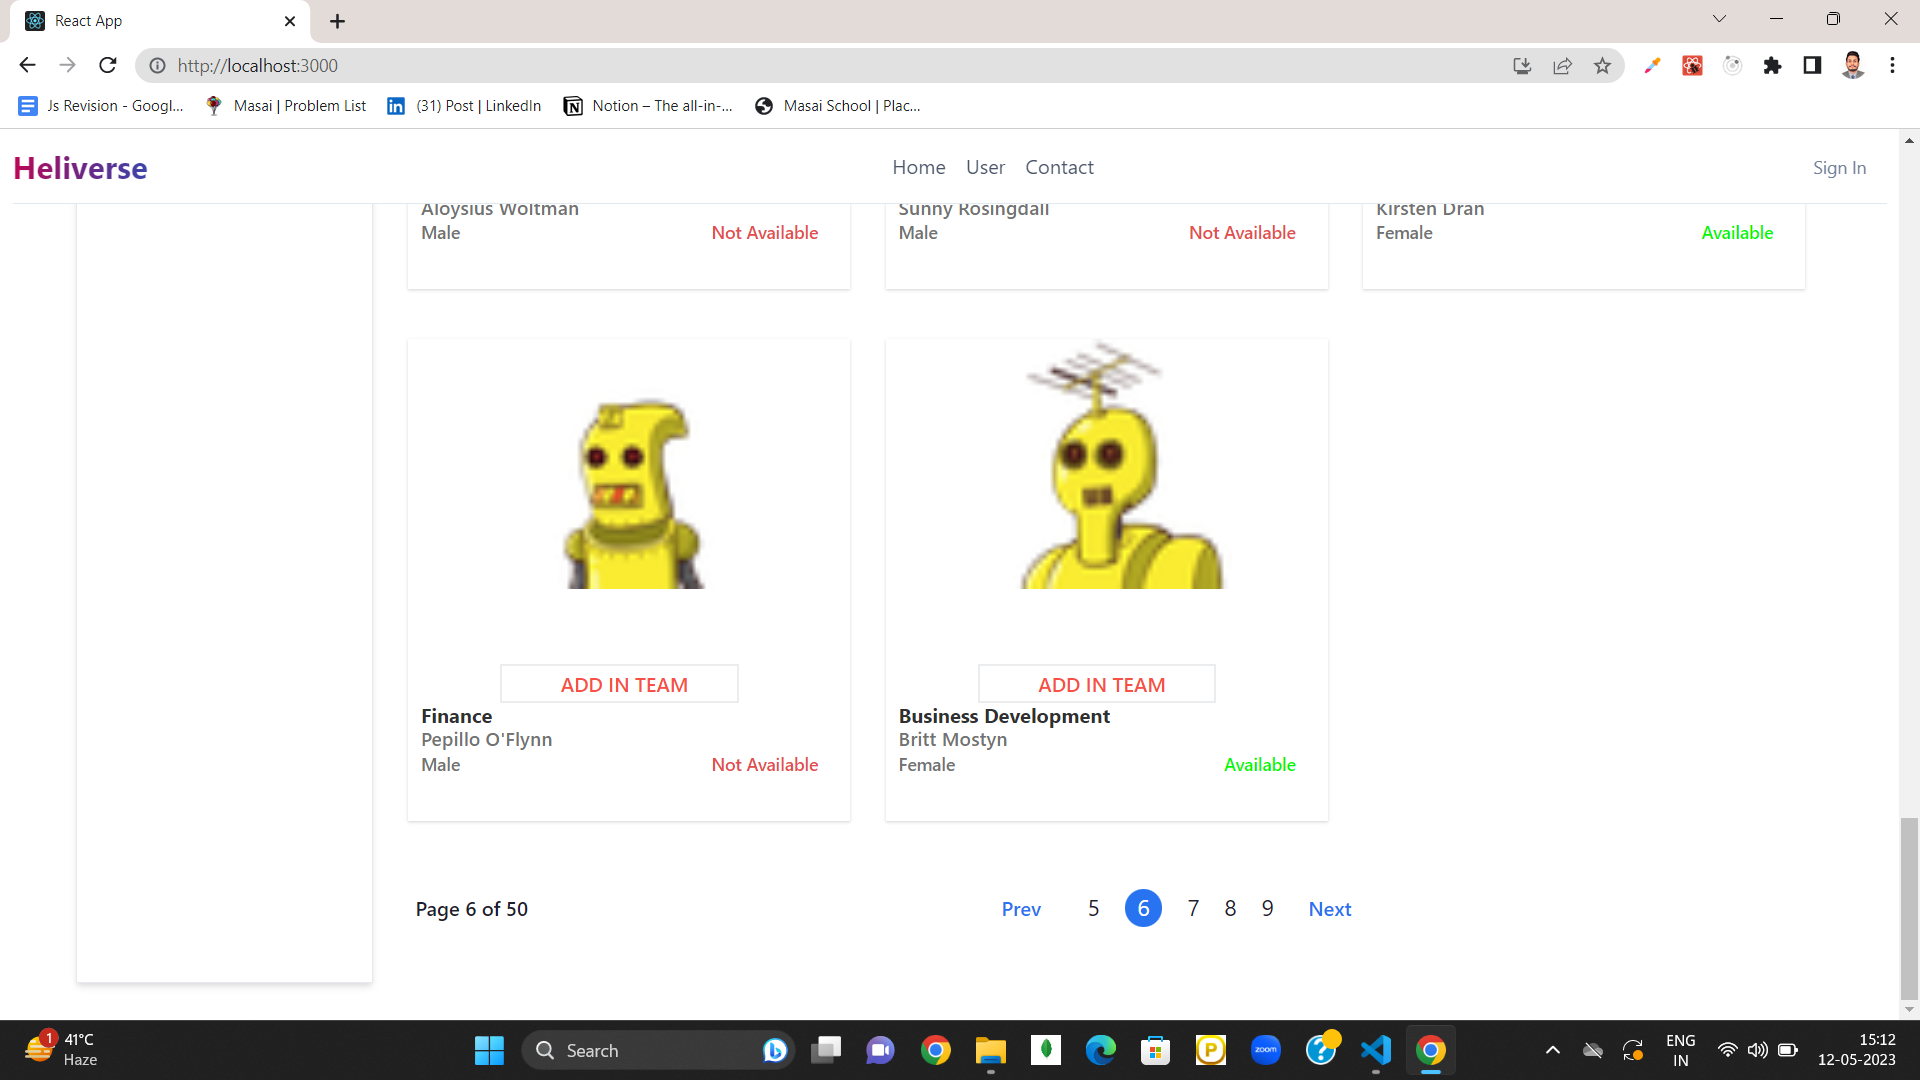 React App
http://localhost:3000
Js Revision - Googl...
Masai | Problem List
(31) Post | LinkedIn
Notion – The all-in-...
Masai School | Plac...
Heliverse
Home
User
Contact
Sign In
Aloysius Woltman
Male
Not Available
Sunny Rosingdall
Male
Not Available
Kirsten Dran
Female
Available
ADD IN TEAM
Finance
Pepillo O'Flynn
Male
Not Available
ADD IN TEAM
Business Development
Britt Mostyn
Female
Available
Page 6 of 50
Prev
5
6
7
8
9
Next
1
41°C
Haze
Search
zoom
ENG
IN
15:12
12-05-2023